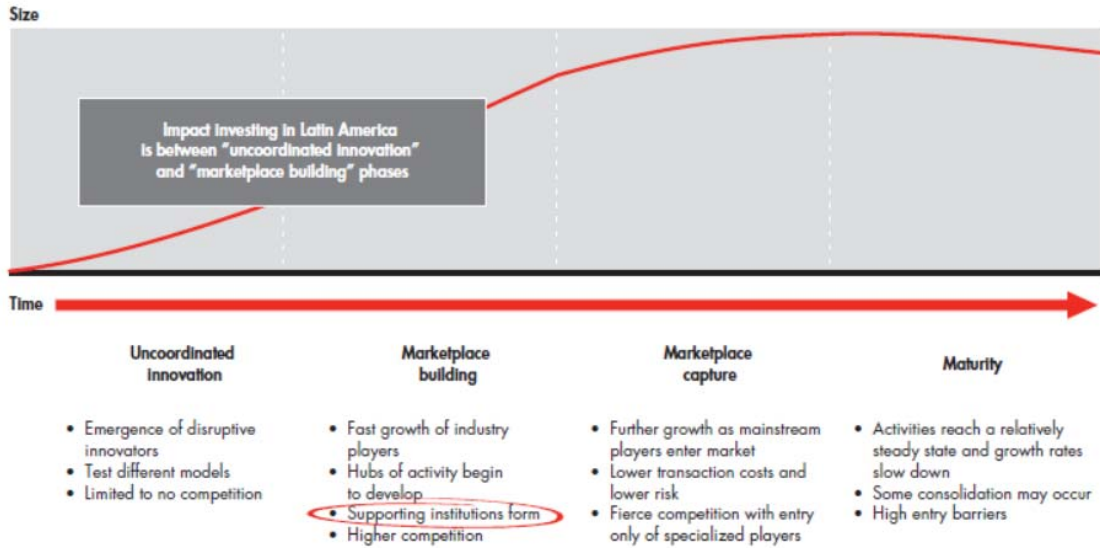 Size
Impact investing in Latin America
is between "uncoordinated innovation"
and "marketplace building" phases
Time
Uncoordinated
innovation
• Emergence of disruptive
innovators
• Test different models
• Limited to no competition
Marketplace
building
• Fast growth of industry
players
• Hubs of activity begin
to develop
• Supporting institutions form
• Higher competition
Marketplace
capture
• Further growth as mainstream
players enter market
• Lower transaction costs and
lower risk
• Fierce competition with entry
only of specialized players
Maturity
• Activities reach a relatively
steady state and growth rates
slow down
• Some consolidation may occur
• High entry barriers